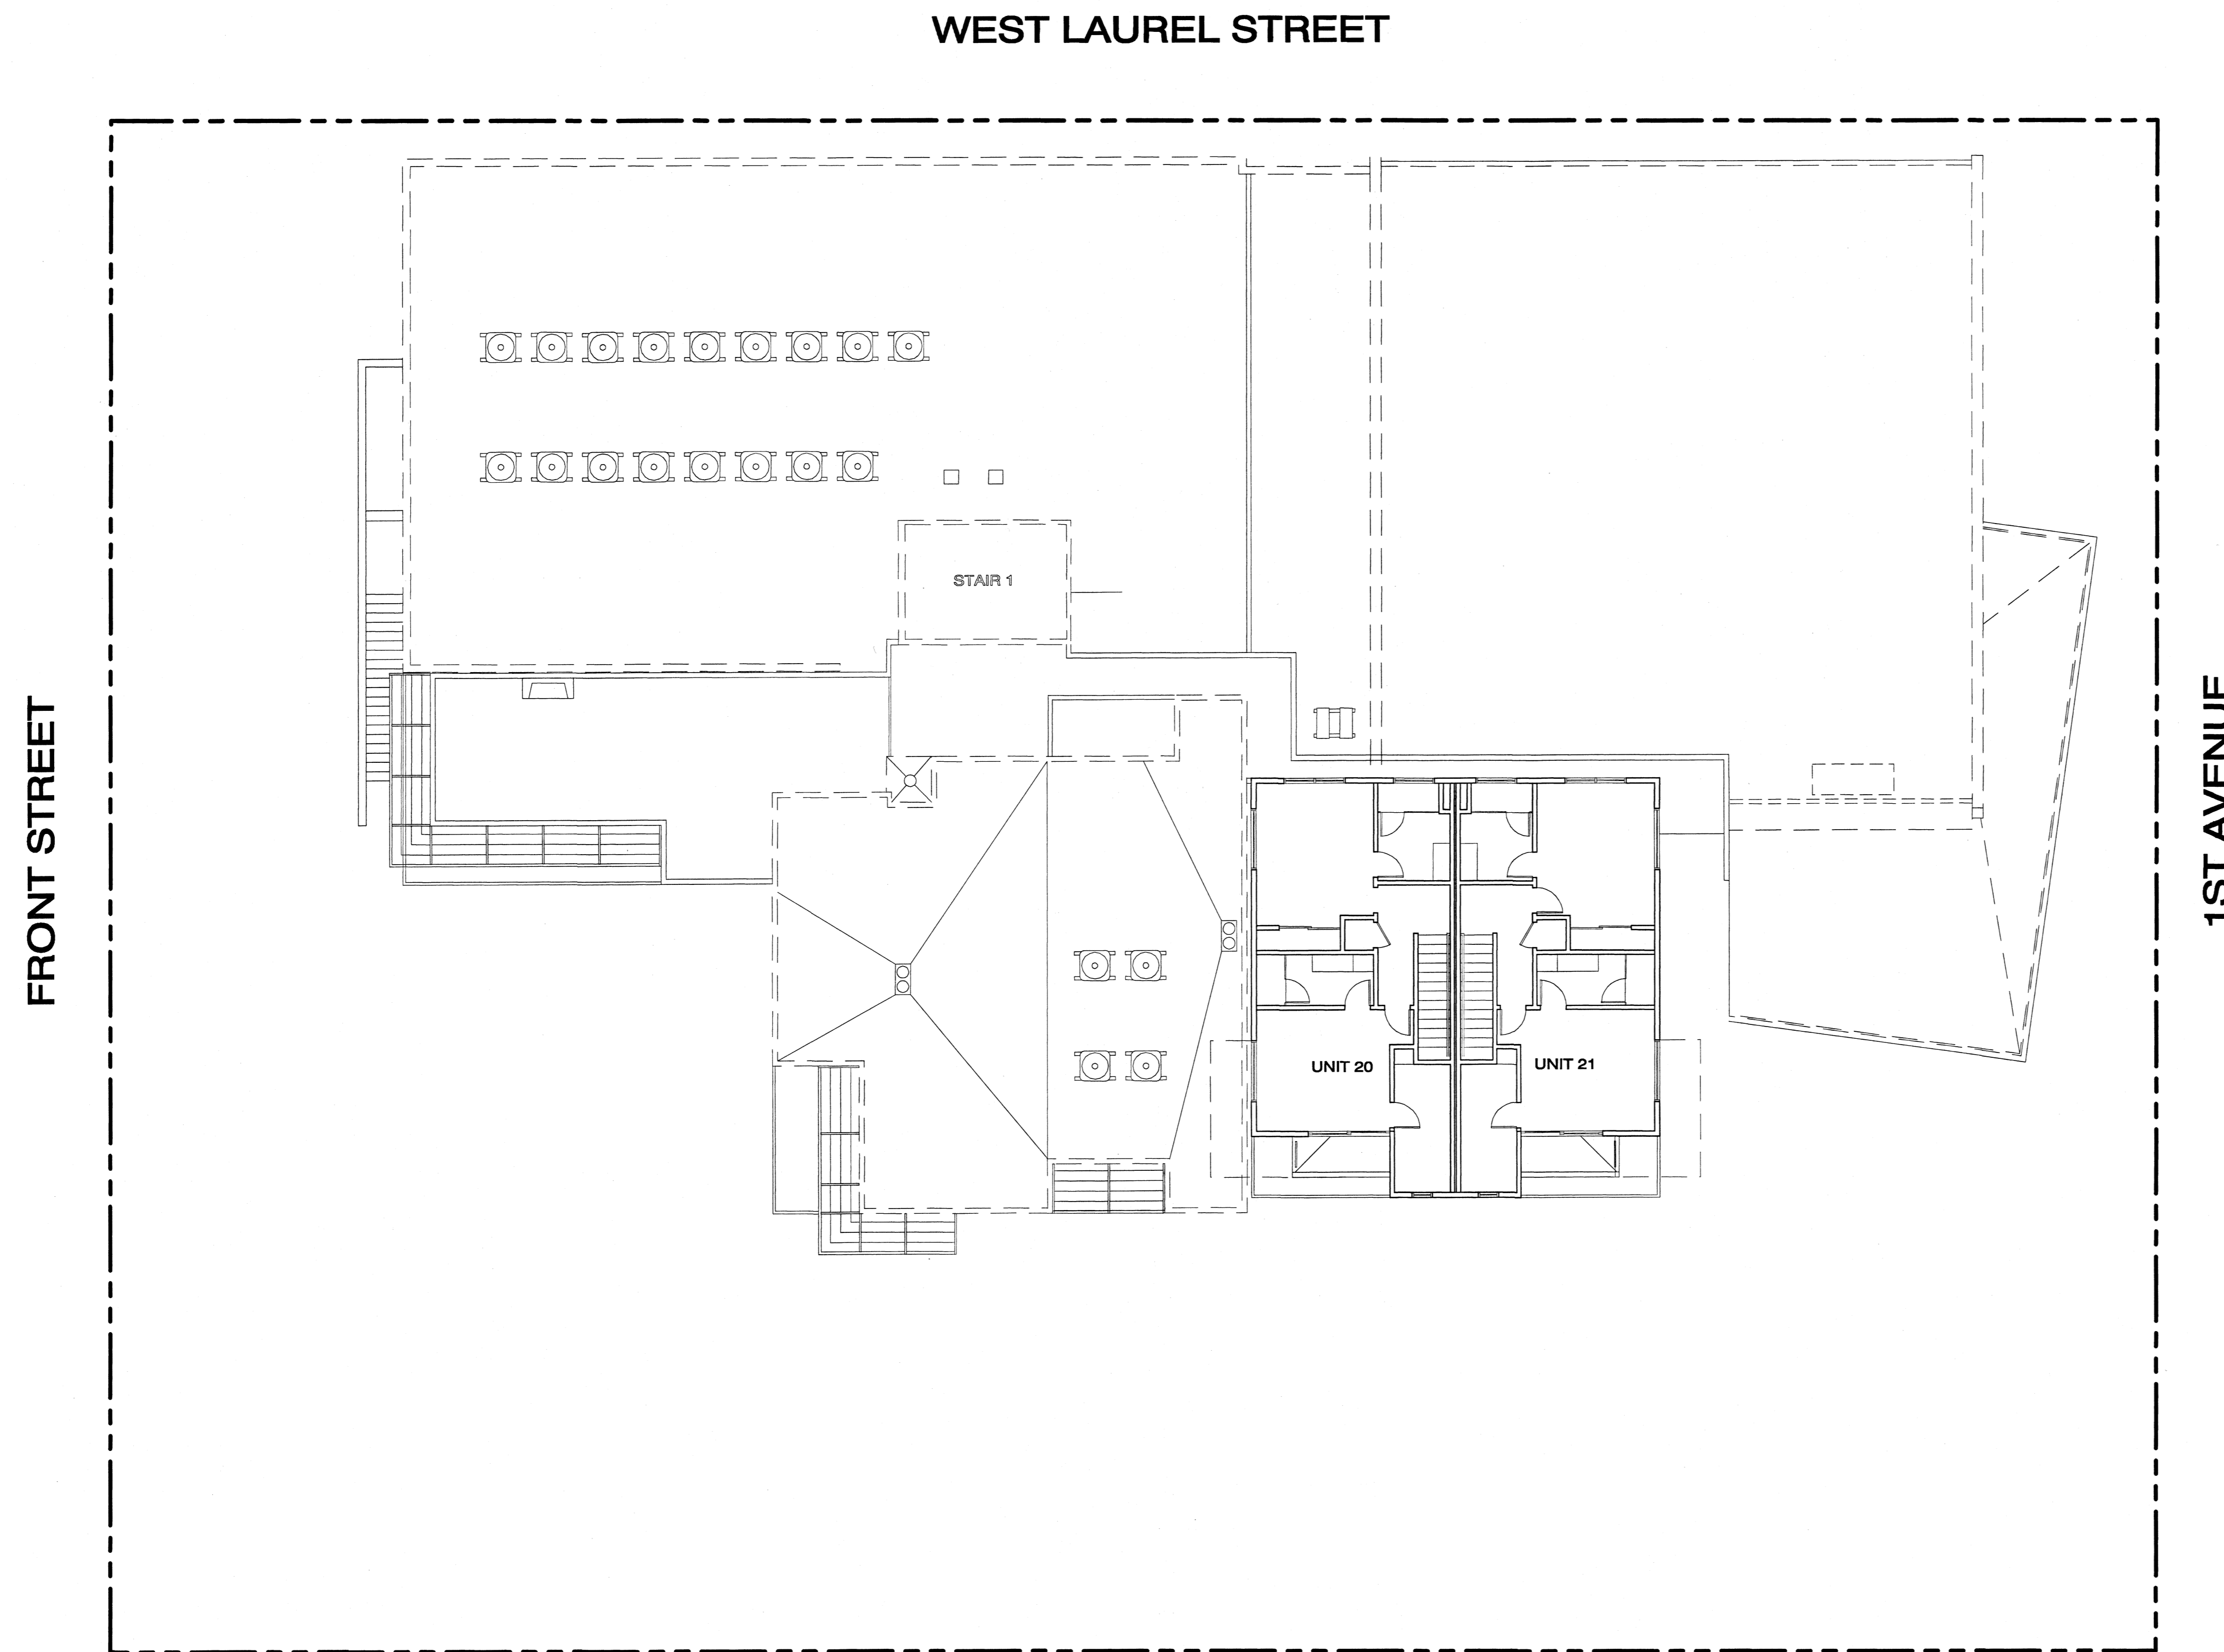 WEST LAUREL STREET
STAIR 1
FRONT STREET
1ST AVENUE
UNIT 20
UNIT 21